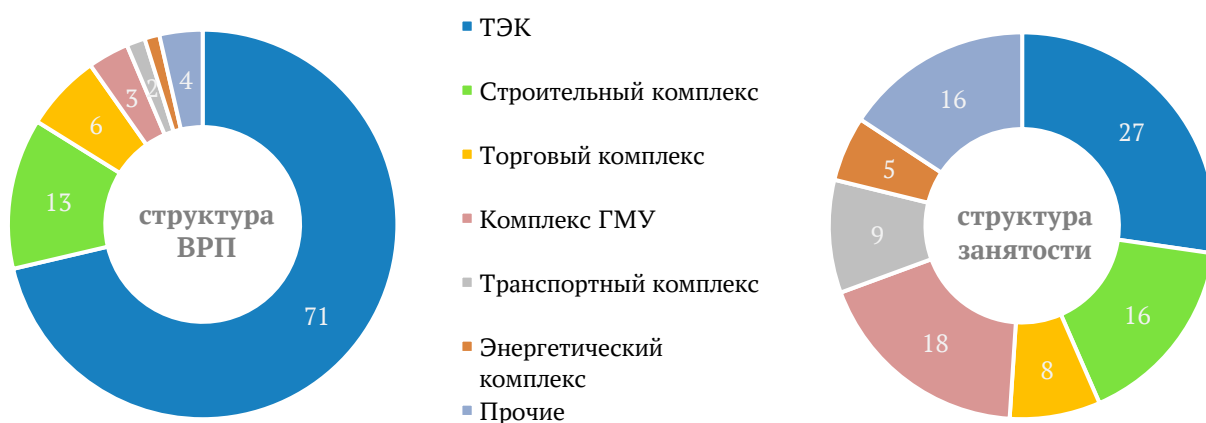 71
13
6
3
2
4
структура
ВРП
ТЭК
Строительный комплекс
Торговый комплекс
Комплекс ГМУ
Транспортный комплекс
Энергетический
комплекс
Прочие
27
16
8
18
9
5
16
структура
занятости